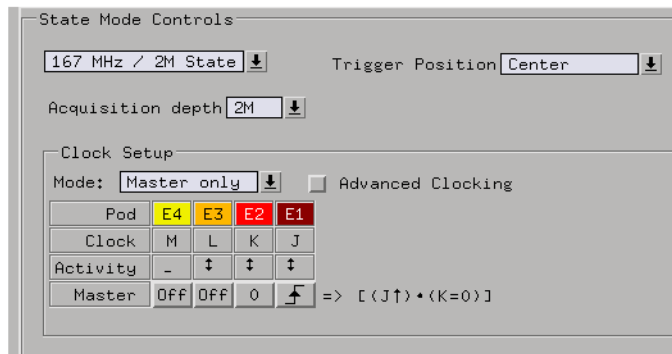 State Mode Controls
167 MHz / 2M State Trigger Position Center
Acquisition depth 2M
Clock Setup
Mode: Master only Advanced Clocking
Pod E4 E3 E2 E1
Clock M L K J
Activity - ↕ ↕ ↕
Master Off Off 0 => [(J↑)•(K=0)]